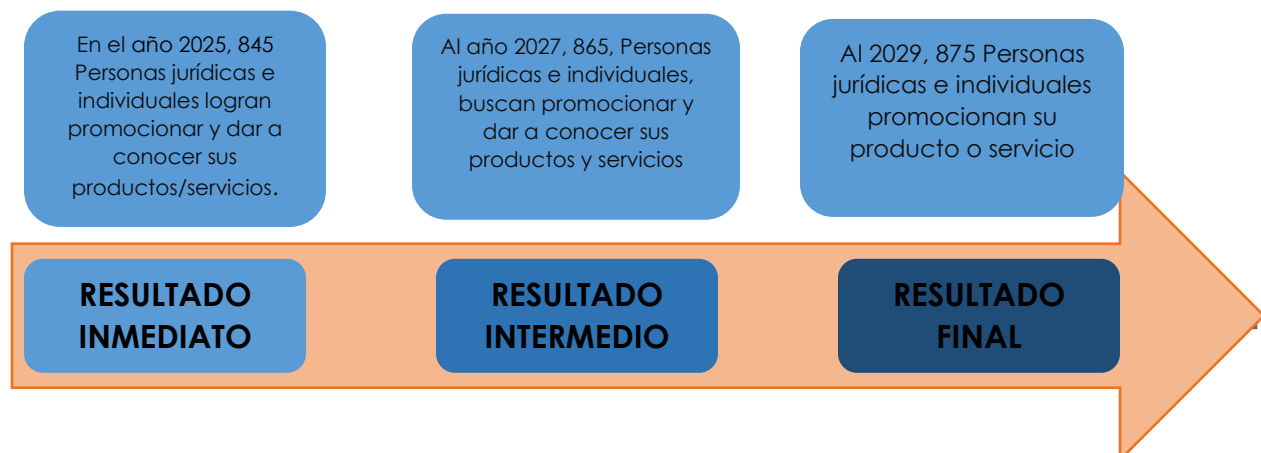 En el año 2025, 845
Personas jurídicas e
individuales logran
promocionar y dar a
conocer sus
productos/servicios.
Al año 2027, 865, Personas
jurídicas e individuales,
buscan promocionar y
dar a conocer sus
productos y servicios
Al 2029, 875 Personas
jurídicas e individuales
promocionan su
producto o servicio
RESULTADO
INMEDIATO
RESULTADO
INTERMEDIO
RESULTADO
FINAL